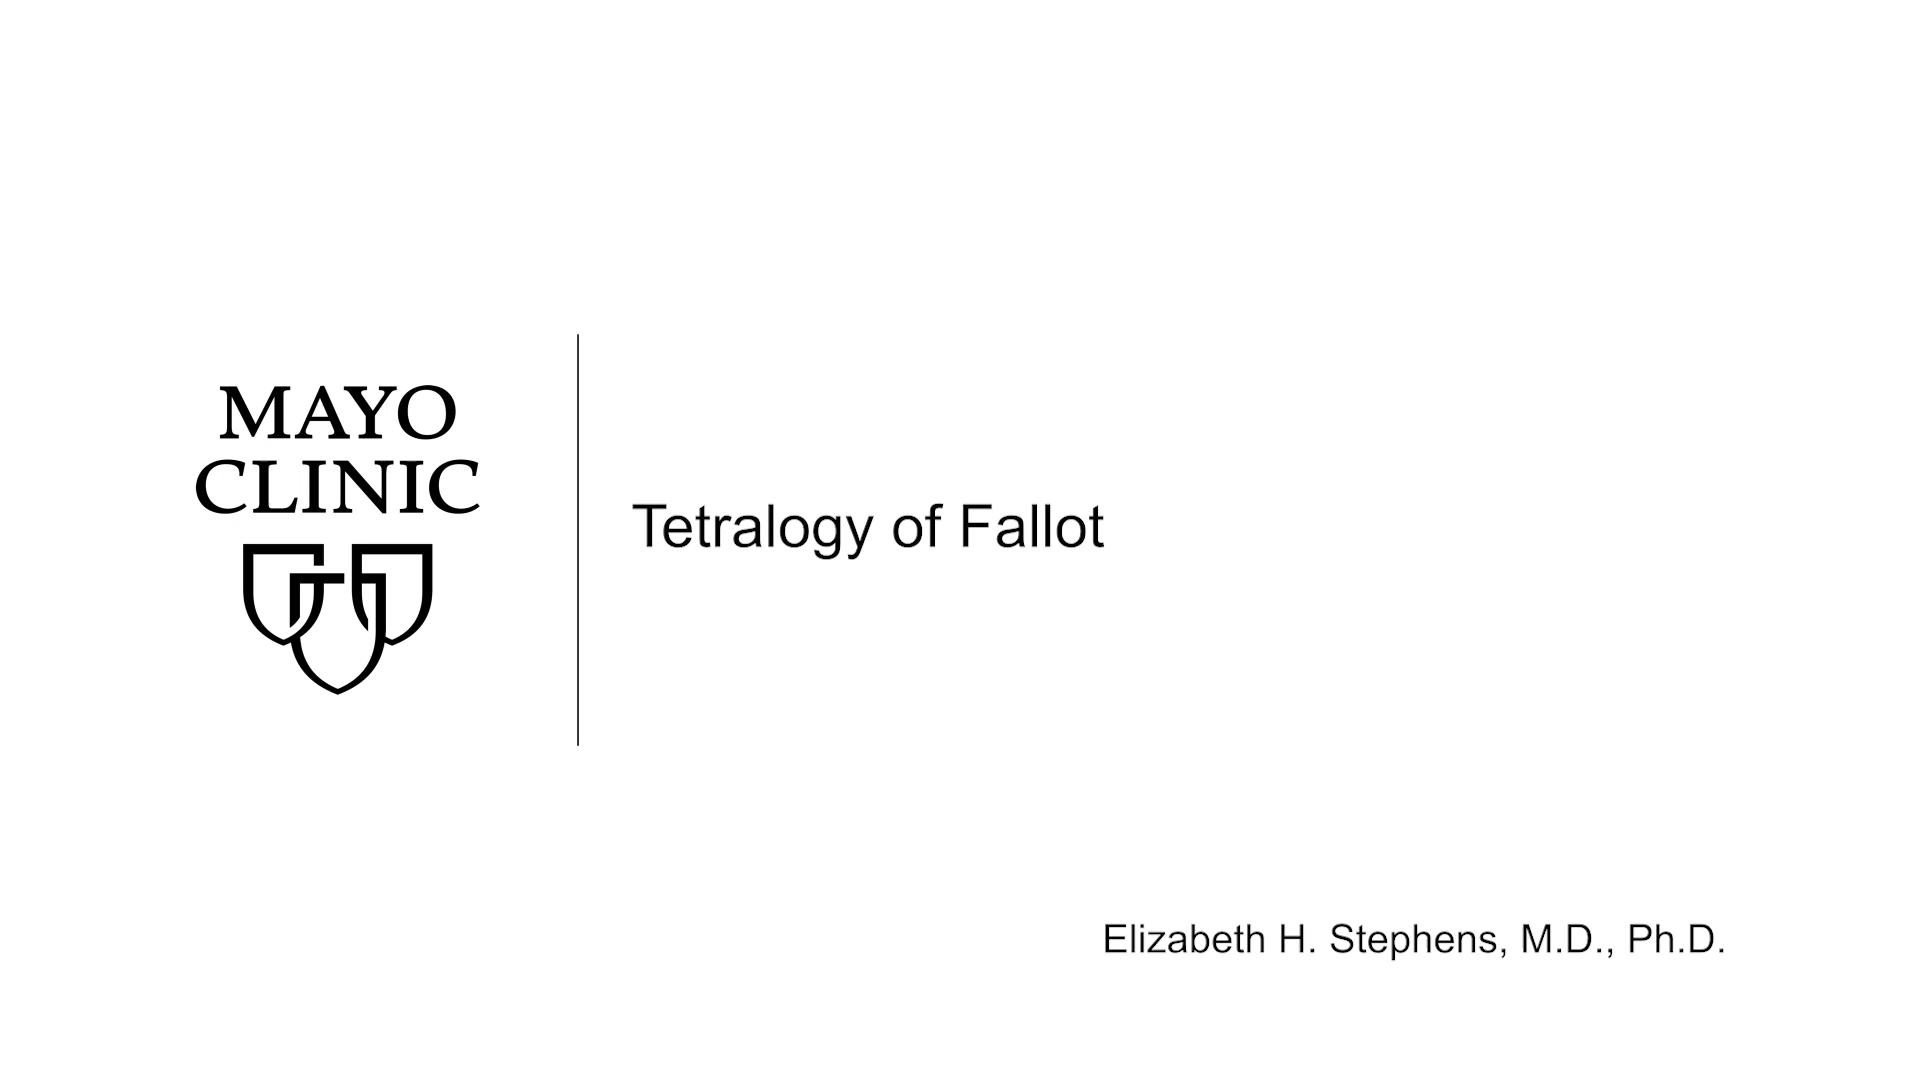 MAYO
CLINIC
Tetralogy of Fallot
Elizabeth H. Stephens, M.D., Ph.D.